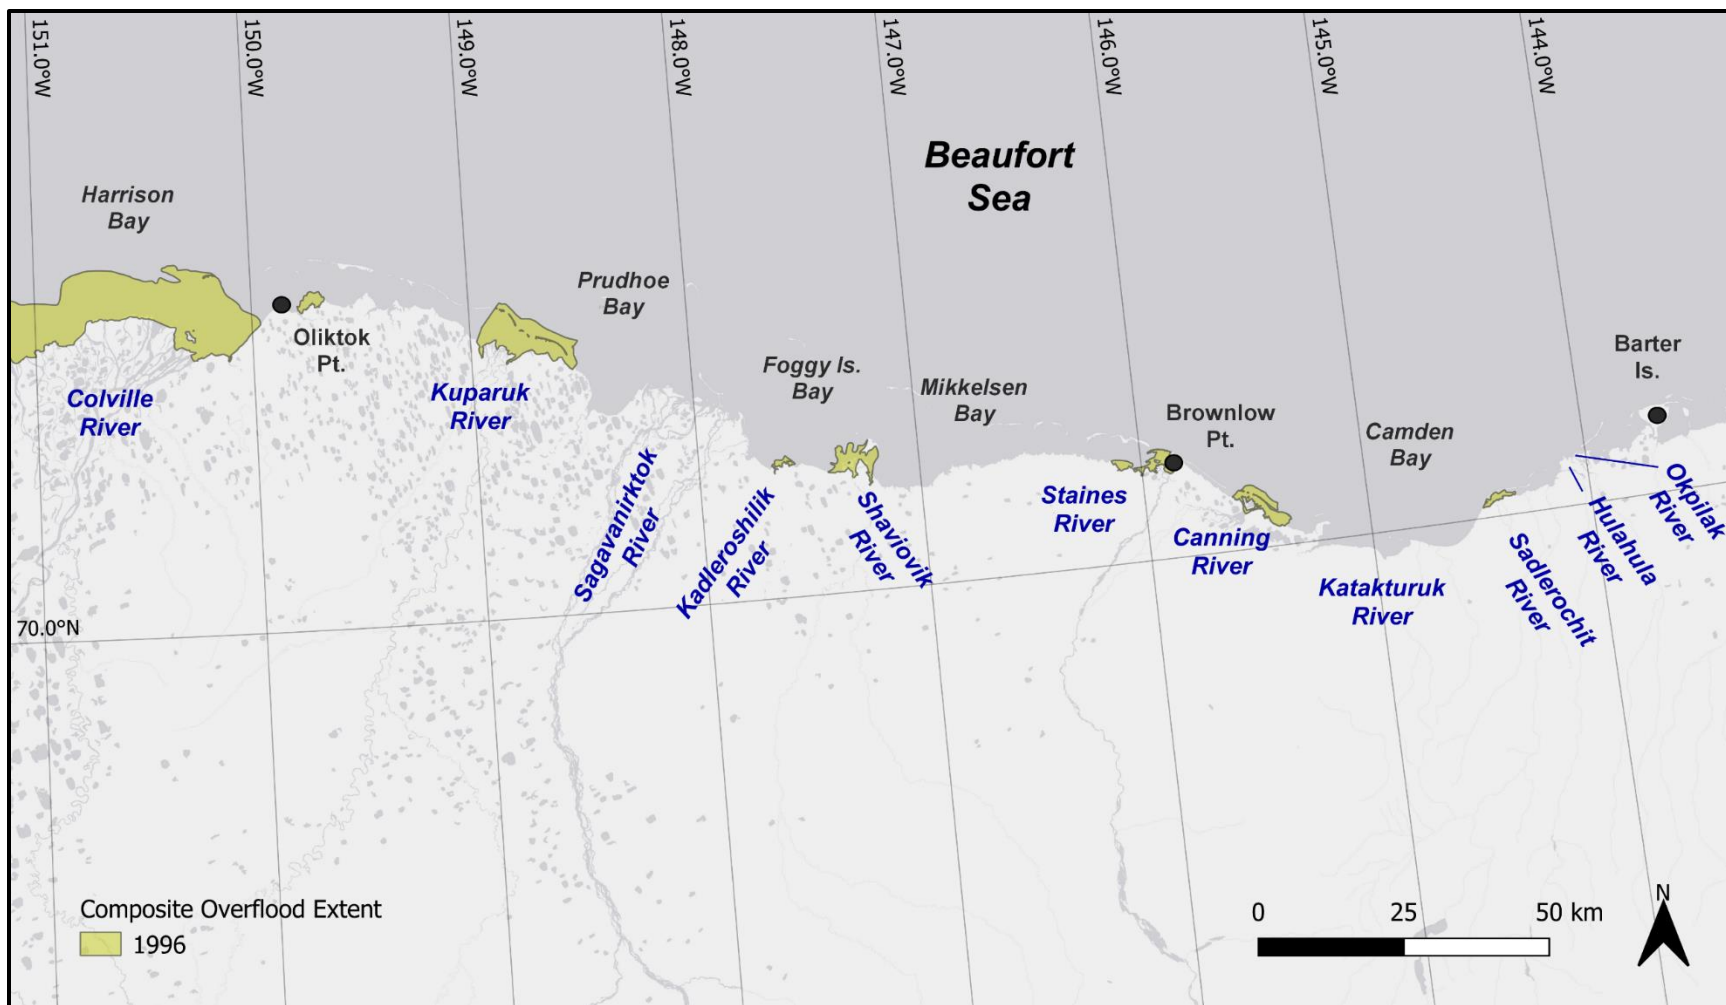 151.0°W
150.0°W
149.0°W
148.0°W
147.0°W
146.0°W
145.0°W
144.0°W
Beaufort
Sea
Harrison
Bay
Prudhoe
Bay
Oliktok
Pt.
Foggy Is.
Bay
Mikkelsen
Bay
Brownlow
Pt.
Camden
Bay
Barter
Is.
Colville
River
Kuparuk
River
Sagavanirktok
River
Kadleroshilik
River
Shaviovik
River
Staines
River
Canning
River
Katakturuk
River
Sadlerochit
River
Hulahula
River
Okpilak
River
70.0°N
Composite Overflood Extent
1996
0 25 50 km
N